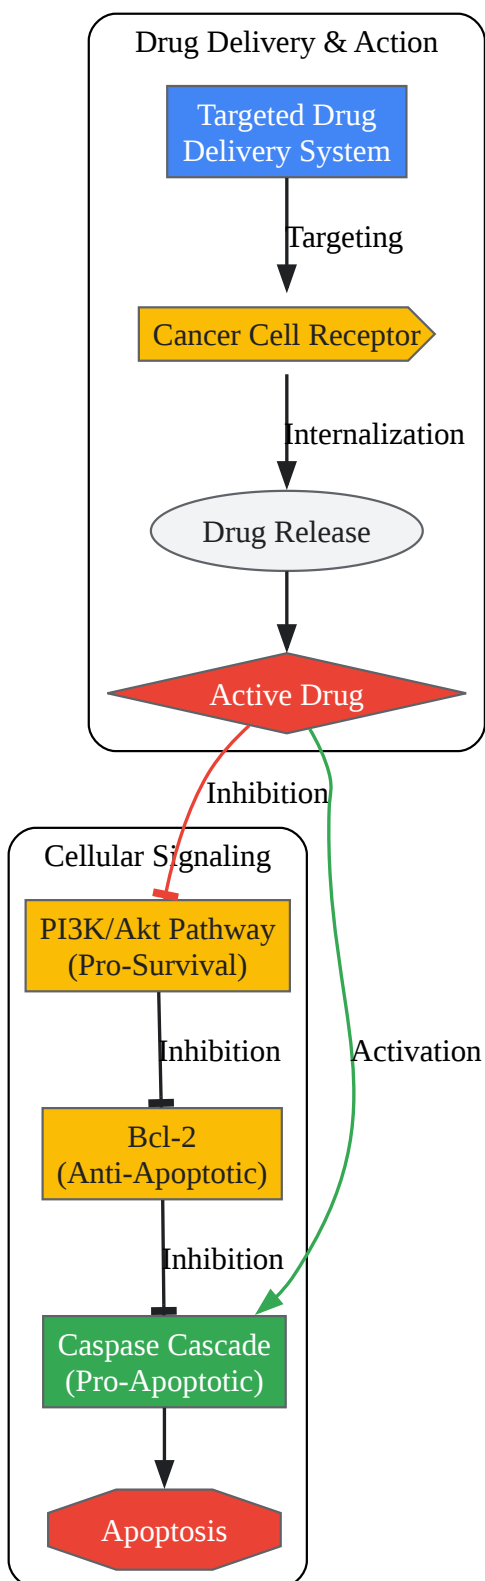 Drug Delivery & Action
Targeted Drug
Delivery System
Targeting
Cancer Cell Receptor
Internalization
Drug Release
Active Drug
Inhibition
Cellular Signaling
PI3K/Akt Pathway
(Pro-Survival)
Inhibition
Activation
Bcl-2
(Anti-Apoptotic)
Inhibition
Caspase Cascade
(Pro-Apoptotic)
Apoptosis